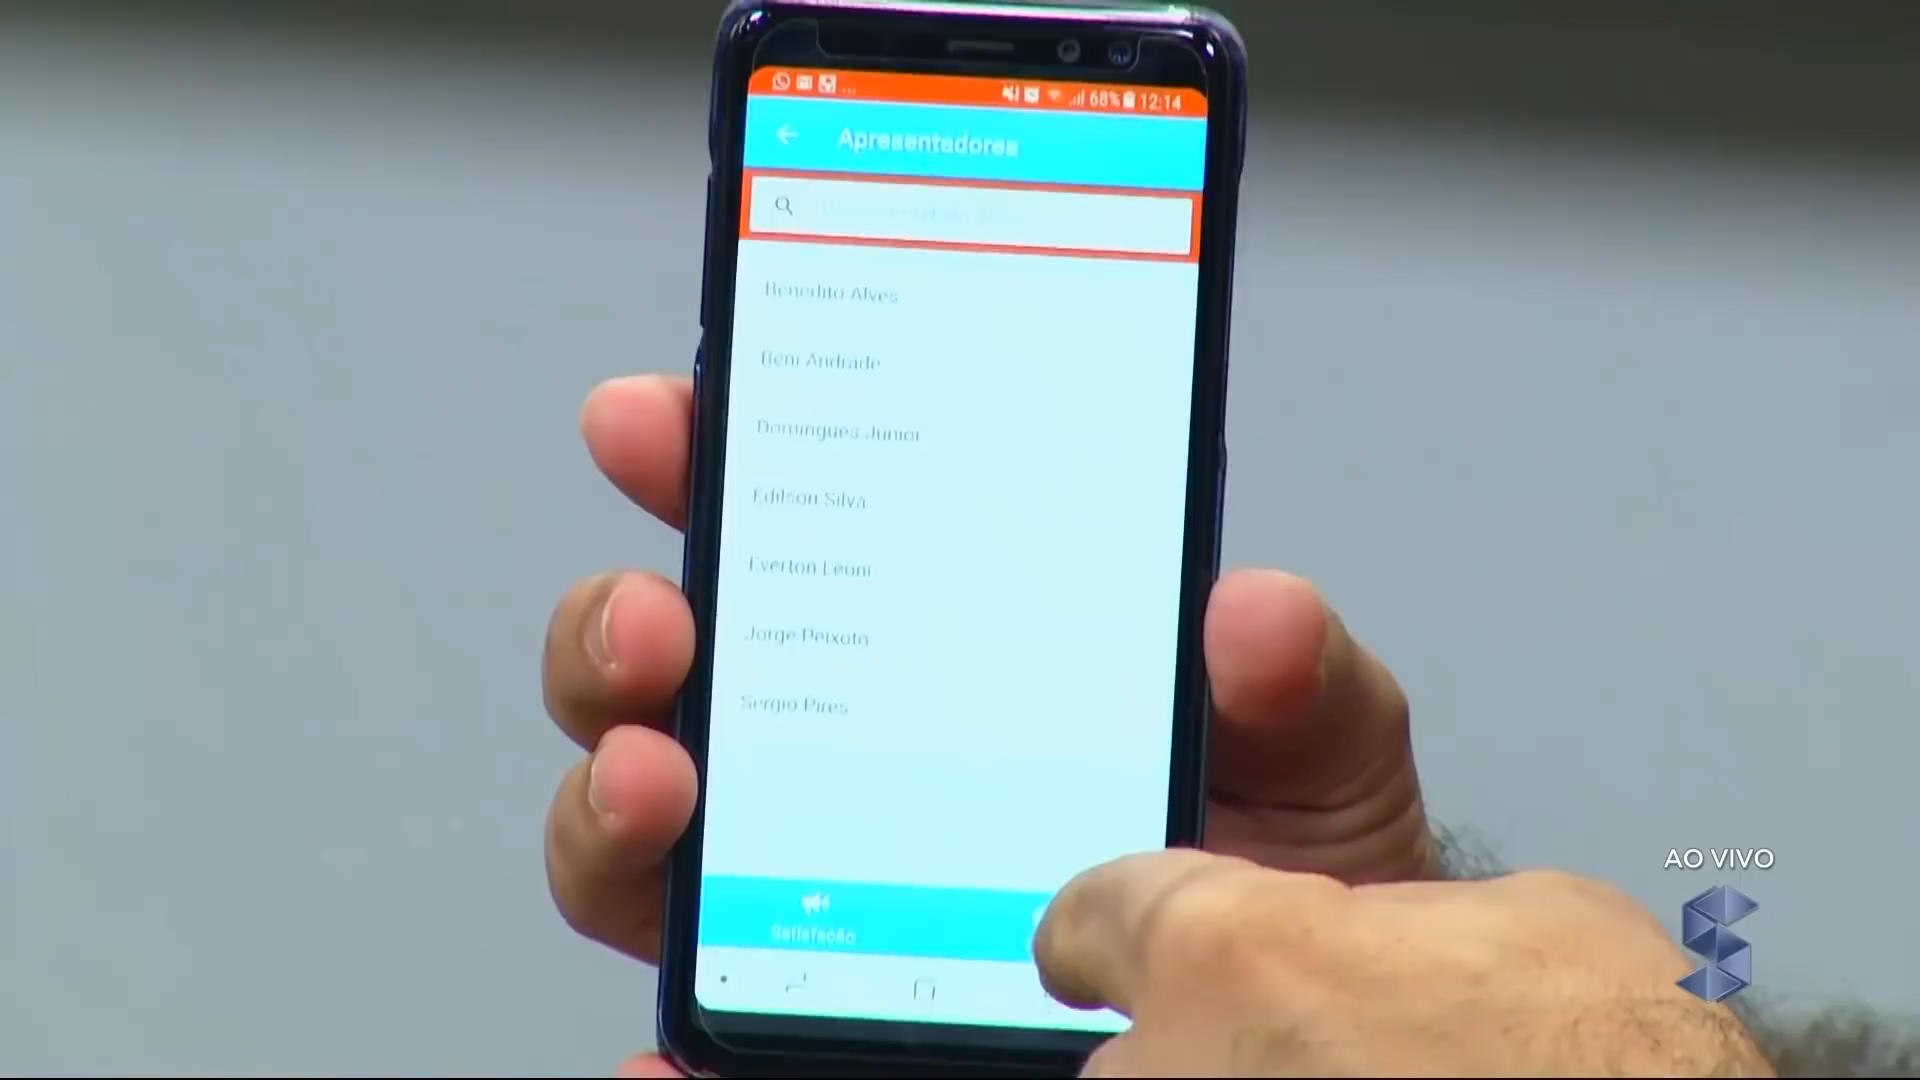 68% 12:14
Apresentadores
Benedito Alves
Beni Andrade
Domingues Junior
Edilson Silva
Everton Leoni
Jorge Peixoto
Sergio Pires
Satisfação
AO VIVO